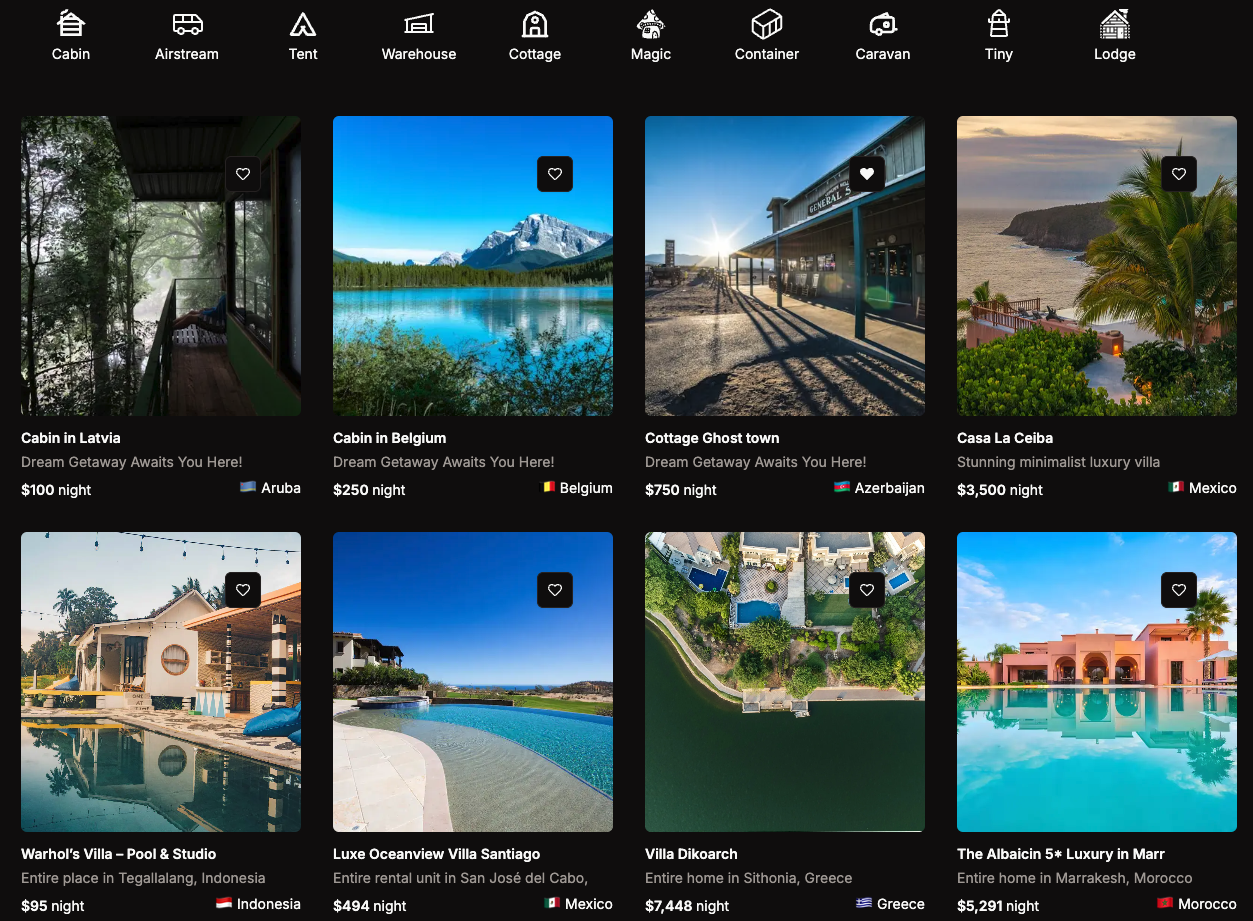 Cabin
Airstream
Tent
Warehouse
Cottage
Magic
Container
Caravan
Tiny
Lodge
GENERAL S
Cabin in Latvia
Dream Getaway Awaits You Here!
$100 night
Aruba
Cabin in Belgium
Dream Getaway Awaits You Here!
$250 night
Belgium
Cottage Ghost town
Dream Getaway Awaits You Here!
$750 night
Azerbaijan
Casa La Ceiba
Stunning minimalist luxury villa
$3,500 night
Mexico
Warhol’s Villa – Pool & Studio
Entire place in Tegallalang, Indonesia
$95 night
Indonesia
Luxe Oceanview Villa Santiago
Entire rental unit in San José del Cabo,
$494 night
Mexico
Villa Dikoarch
Entire home in Sithonia, Greece
$7,448 night
Greece
The Albaicin 5* Luxury in Marr
Entire home in Marrakesh, Morocco
$5,291 night
Morocco